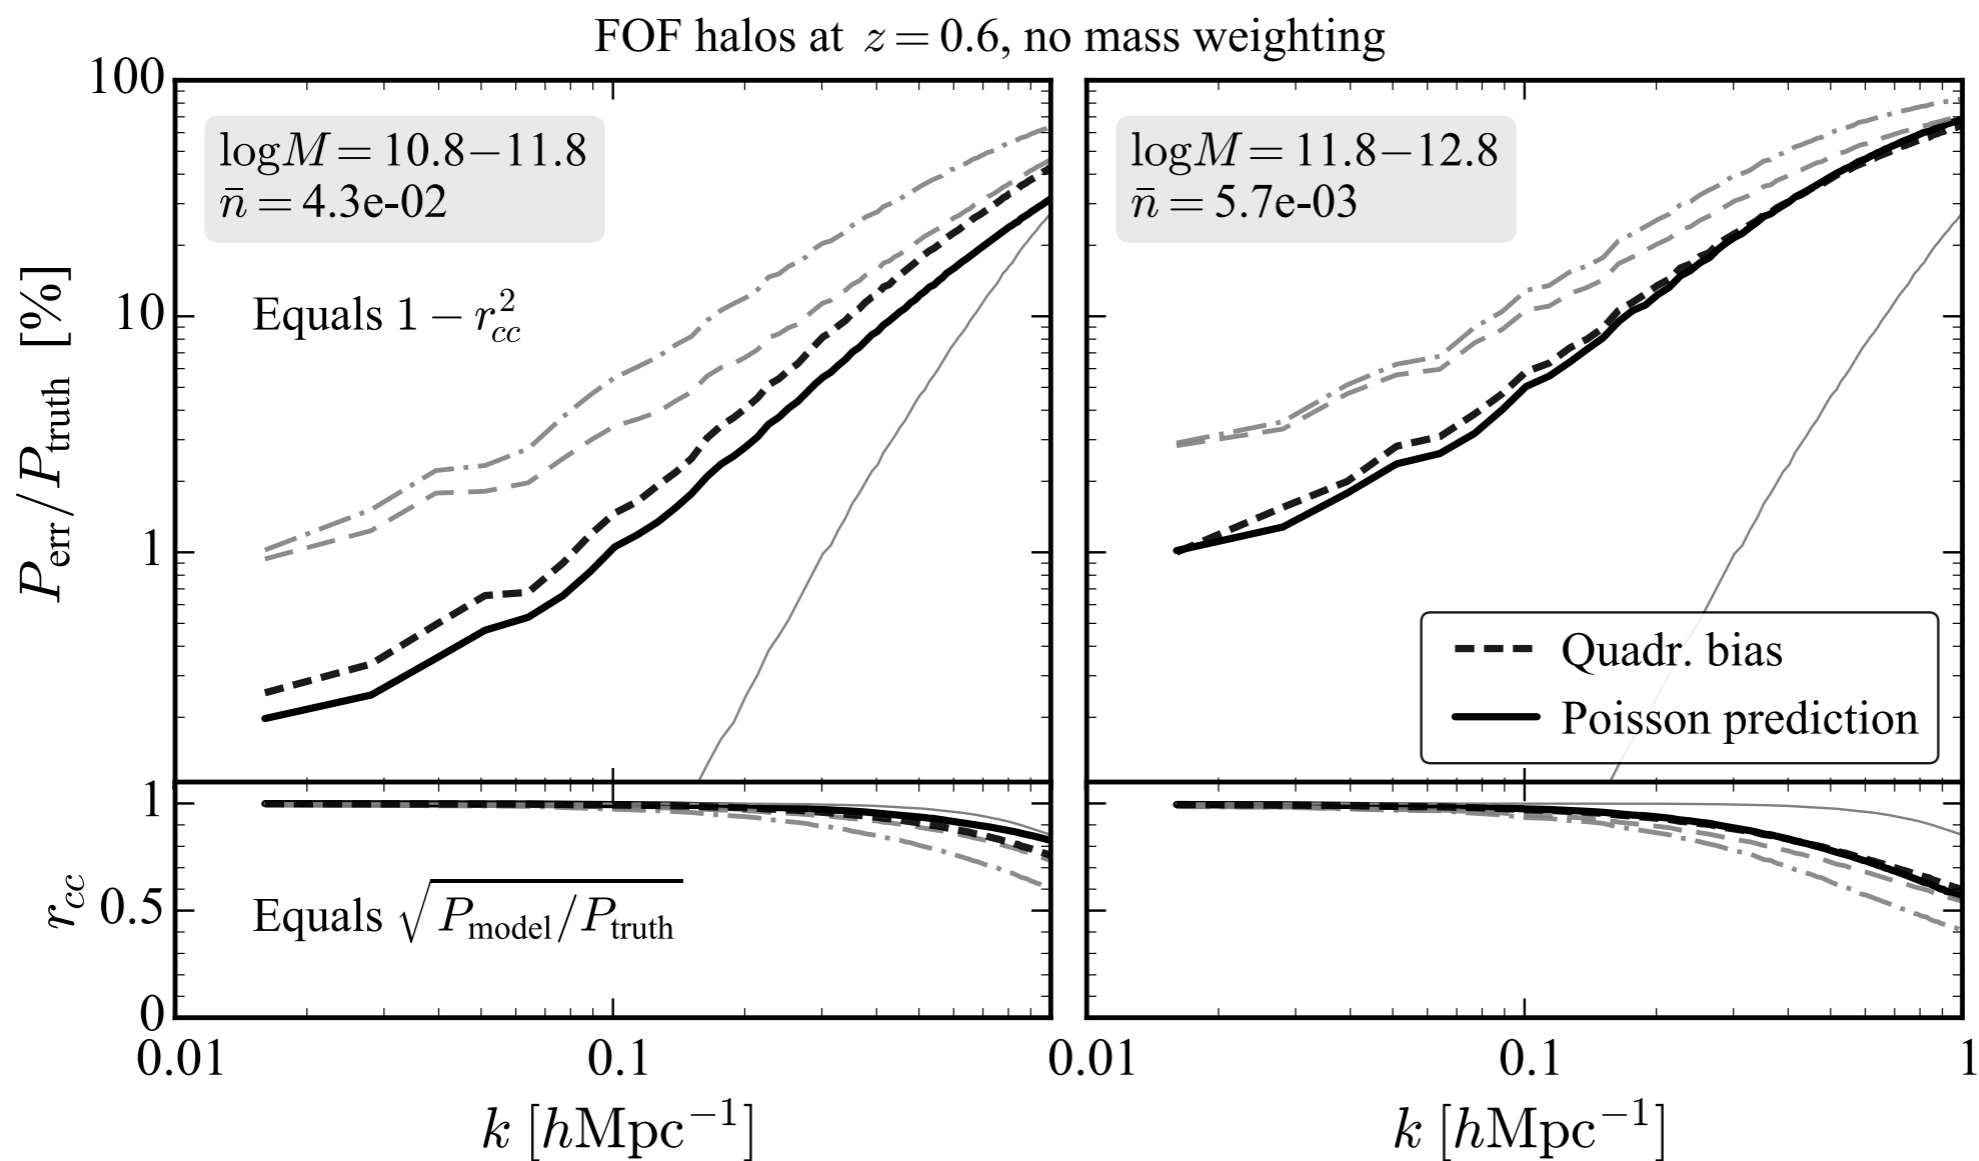 FOF halos at z = 0.6, no mass weighting
100
10
1
P_err / P_truth [%]
logM = 10.8−11.8
n̄ = 4.3e-02
Equals 1 − r_cc^2
logM = 11.8−12.8
n̄ = 5.7e-03
Quadr. bias
Poisson prediction
1
0.5
0
r_cc
Equals √(P_model/P_truth)
0.01
0.1
0.01
0.1
1
k [hMpc^−1]
k [hMpc^−1]